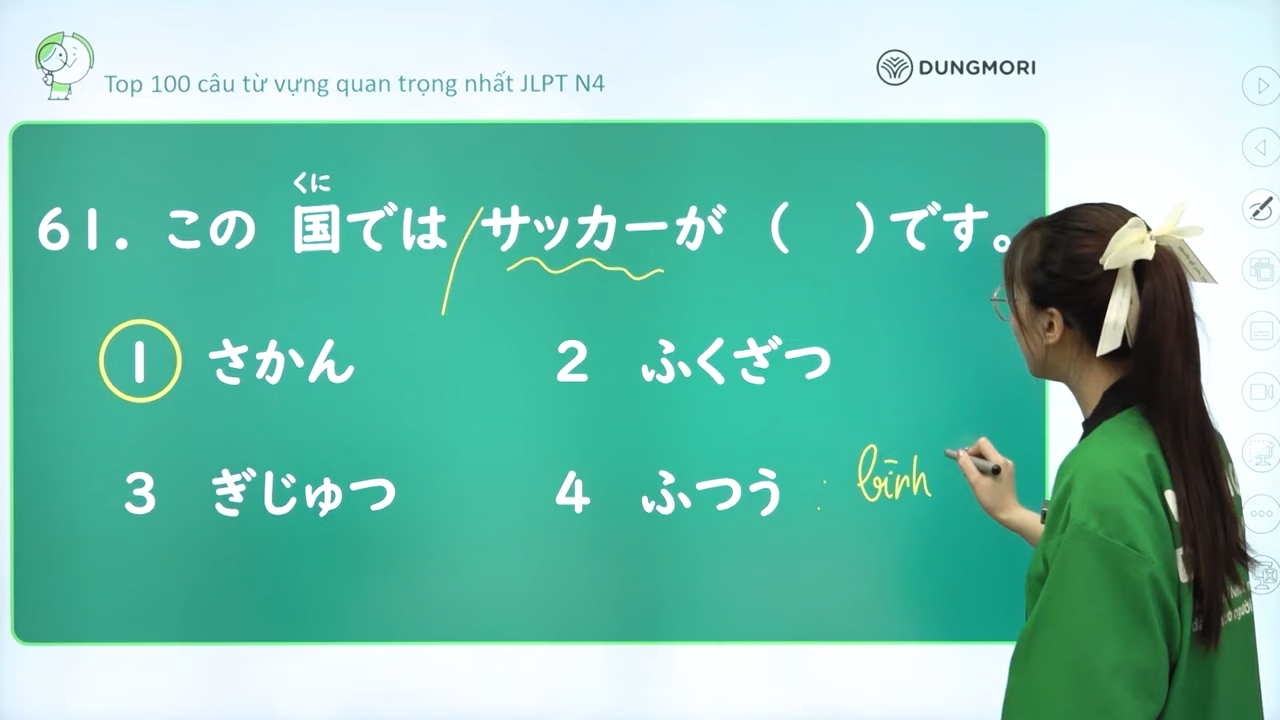 Top 100 câu từ vựng quan trọng nhất JLPT N4
DUNGMORI
くに
61. この 国では サッカーが ( )です。
1 さかん
2 ふくざつ
3 ぎじゅつ
4 ふつう : bình